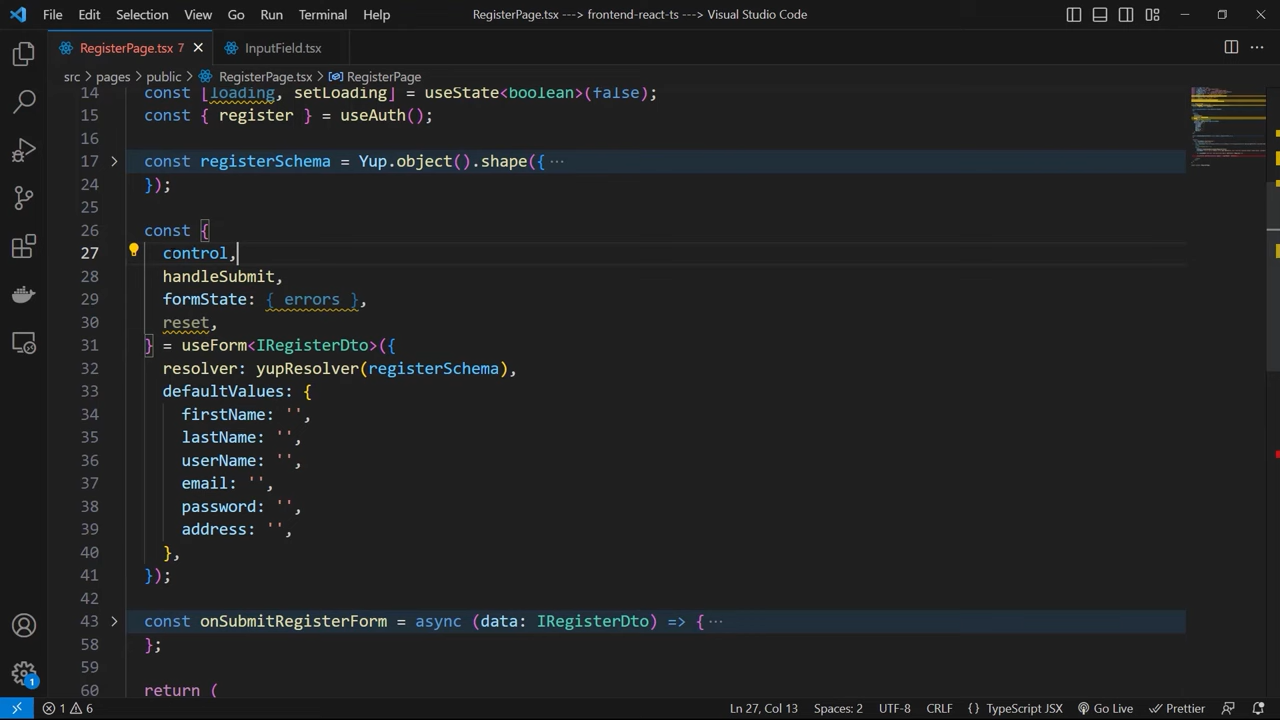 File Edit Selection View Go Run Terminal Help RegisterPage.tsx ---> frontend-react-ts - Visual Studio Code
RegisterPage.tsx 7 InputField.tsx
src > pages > public > RegisterPage.tsx > RegisterPage
14 const [loading, setLoading] = useState<boolean>(false);
15 const { register } = useAuth();
16
17 const registerSchema = Yup.object().shape({ ···
24 });
25
26 const {
27 control,
28 handleSubmit,
29 formState: { errors },
30 reset,
31 } = useForm<IRegisterDto>({
32 resolver: yupResolver(registerSchema),
33 defaultValues: {
34 firstName: '',
35 lastName: '',
36 userName: '',
37 email: '',
38 password: '',
39 address: '',
40 },
41 });
42
43 const onSubmitRegisterForm = async (data: IRegisterDto) => { ···
58 };
59
60 return (
1
1 6 Ln 27, Col 13 Spaces: 2 UTF-8 CRLF {} TypeScript JSX Go Live Prettier